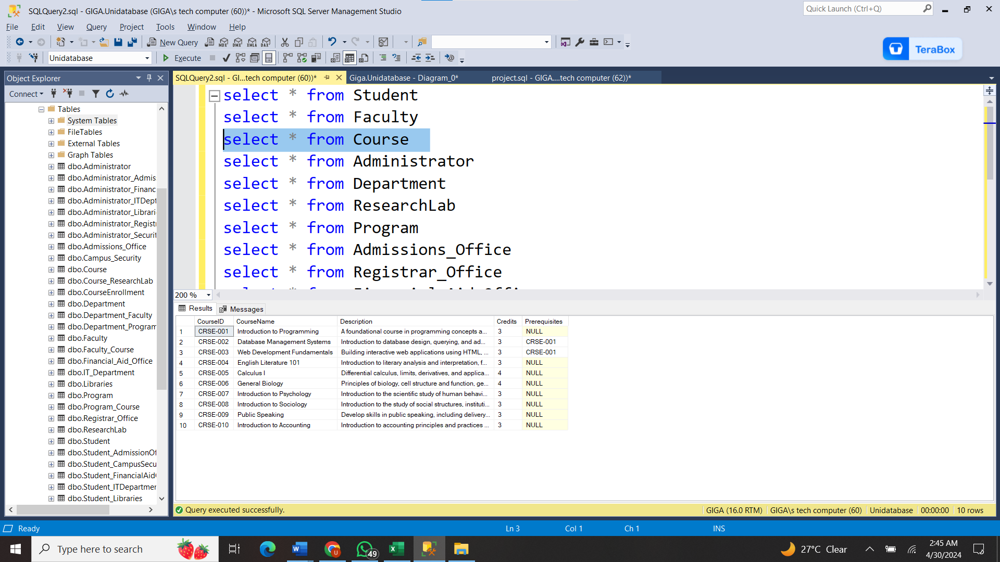 SQLQuery2.sql - GIGA.Unidatabase (GIGA\s tech computer (60))* - Microsoft SQL Server Management Studio
Quick Launch (Ctrl+Q)
File Edit View Query Project Tools Window Help
New Query MDX DMX XMLA DAX
TeraBox
Unidatabase Execute
Object Explorer
SQLQuery2.sql - GI...tech computer (60))* Giga.Unidatabase - Diagram_0* project.sql - GIGA....tech computer (62))*
Connect
Tables
System Tables
FileTables
External Tables
Graph Tables
dbo.Administrator
dbo.Administrator_Admis
dbo.Administrator_Financ
dbo.Administrator_ITDept
dbo.Administrator_Librari
dbo.Administrator_Registr
dbo.Administrator_Securit
dbo.Admissions_Office
dbo.Campus_Security
dbo.Course
dbo.Course_ResearchLab
dbo.CourseEnrollment
dbo.Department
dbo.Department_Faculty
dbo.Department_Program
dbo.Faculty
dbo.Faculty_Course
dbo.Financial_Aid_Office
dbo.IT_Department
dbo.Libraries
dbo.Program
dbo.Program_Course
dbo.Registrar_Office
dbo.ResearchLab
dbo.Student
dbo.Student_AdmissionOf
dbo.Student_CampusSecu
dbo.Student_FinancialAid
dbo.Student_ITDepartmen
dbo.Student_Libraries
select * from Student
select * from Faculty
select * from Course
select * from Administrator
select * from Department
select * from ResearchLab
select * from Program
select * from Admissions_Office
select * from Registrar_Office
200 %
Results Messages
CourseID CourseName Description Credits Prerequisites
1 CRSE-001 Introduction to Programming A foundational course in programming concepts a... 3 NULL
2 CRSE-002 Database Management Systems Introduction to database design, querying, and ad... 3 CRSE-001
3 CRSE-003 Web Development Fundamentals Building interactive web applications using HTML, ... 3 CRSE-001
4 CRSE-004 English Literature 101 Introduction to literary analysis and interpretation, f... 3 NULL
5 CRSE-005 Calculus I Differential calculus, limits, derivatives, and applica... 4 NULL
6 CRSE-006 General Biology Principles of biology, cell structure and function, ge... 4 NULL
7 CRSE-007 Introduction to Psychology Introduction to the scientific study of human behavi... 3 NULL
8 CRSE-008 Introduction to Sociology Introduction to the study of social structures, instituti... 3 NULL
9 CRSE-009 Public Speaking Develop skills in public speaking, including delivery... 3 NULL
10 CRSE-010 Introduction to Accounting Introduction to accounting principles and practices ... 3 NULL
Query executed successfully. GIGA (16.0 RTM) GIGA\s tech computer (60) Unidatabase 00:00:00 10 rows
Ready Ln 3 Col 1 Ch 1 INS
Type here to search 49 27°C Clear 2:45 AM
4/30/2024